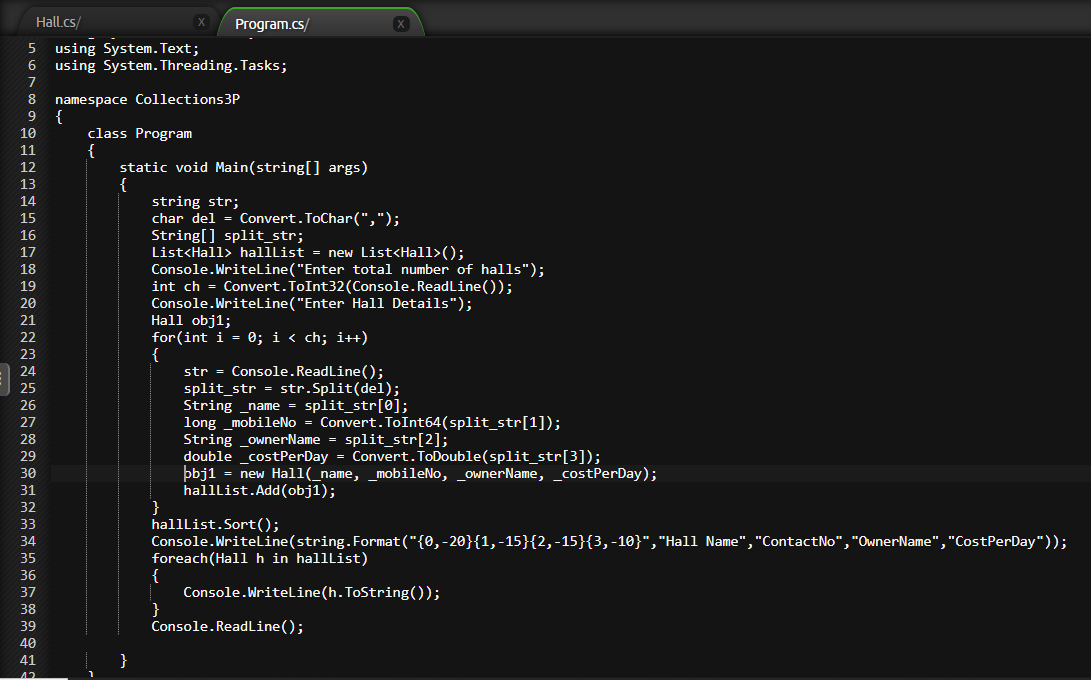 Hall.cs/ x Program.cs/ x
5 using System.Text;
6 using System.Threading.Tasks;
7
8 namespace Collections3P
9 {
10 class Program
11 {
12 static void Main(string[] args)
13 {
14 string str;
15 char del = Convert.ToChar(",");
16 String[] split_str;
17 List<Hall> hallList = new List<Hall>();
18 Console.WriteLine("Enter total number of halls");
19 int ch = Convert.ToInt32(Console.ReadLine());
20 Console.WriteLine("Enter Hall Details");
21 Hall obj1;
22 for(int i = 0; i < ch; i++)
23 {
24 str = Console.ReadLine();
25 split_str = str.Split(del);
26 String _name = split_str[0];
27 long _mobileNo = Convert.ToInt64(split_str[1]);
28 String _ownerName = split_str[2];
29 double _costPerDay = Convert.ToDouble(split_str[3]);
30 obj1 = new Hall(_name, _mobileNo, _ownerName, _costPerDay);
31 hallList.Add(obj1);
32 }
33 hallList.Sort();
34 Console.WriteLine(string.Format("{0,-20}{1,-15}{2,-15}{3,-10}","Hall Name","ContactNo","OwnerName","CostPerDay"));
35 foreach(Hall h in hallList)
36 {
37 Console.WriteLine(h.ToString());
38 }
39 Console.ReadLine();
40
41 }
42 }